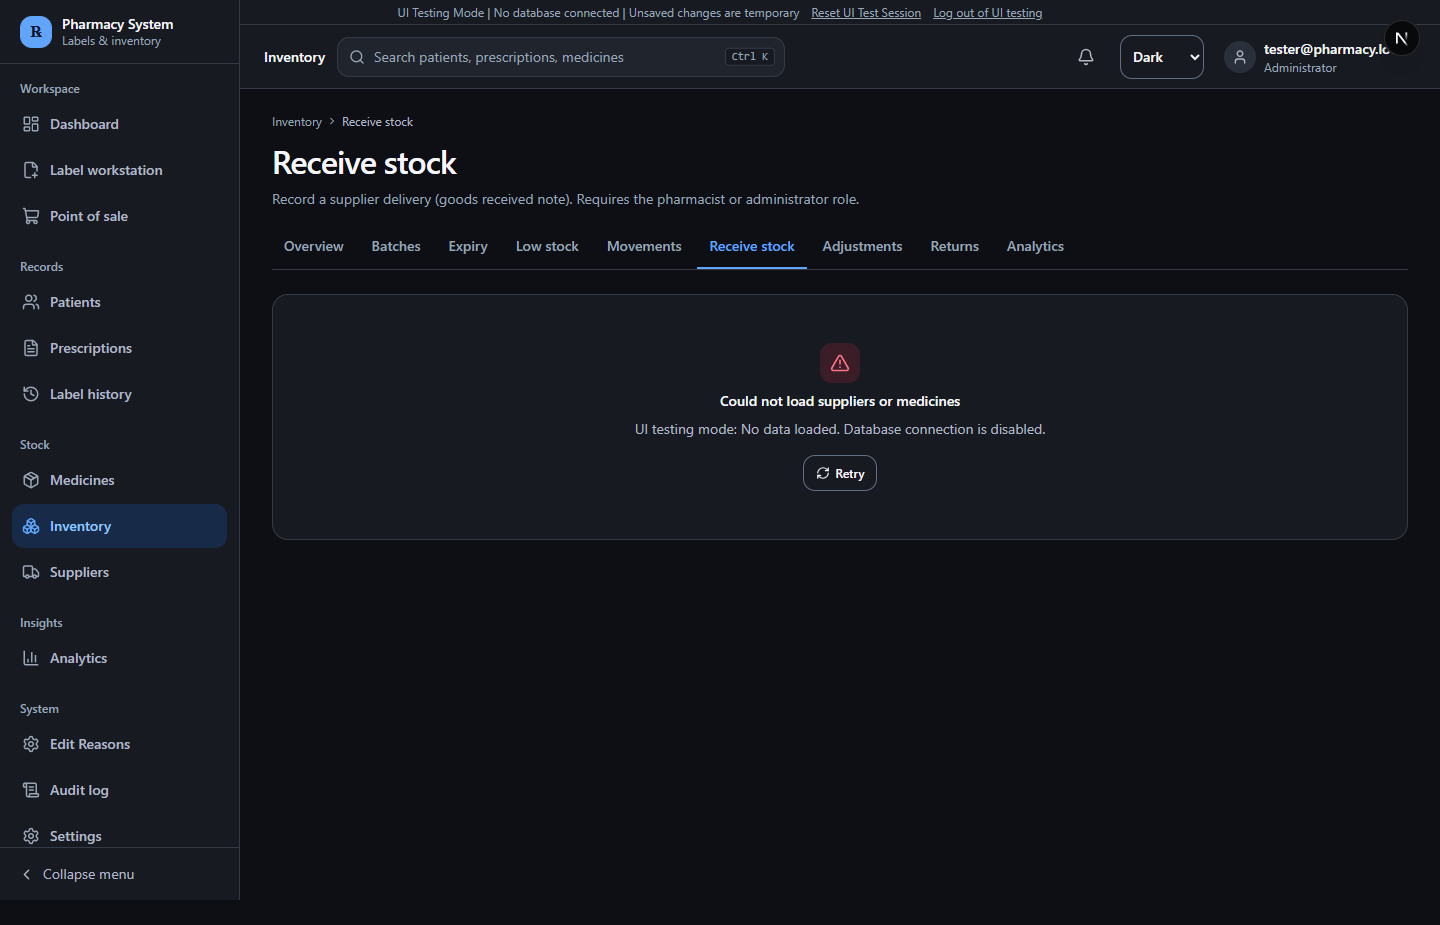 UI Testing Mode | No database connected | Unsaved changes are temporary Reset UI Test Session Log out of UI testing
℞ Pharmacy System
Labels & inventory
Inventory Search patients, prescriptions, medicines Ctrl K Dark tester@pharmacy.lo N
Administrator
Workspace
Dashboard
Label workstation
Point of sale
Records
Patients
Prescriptions
Label history
Stock
Medicines
Inventory
Suppliers
Insights
Analytics
System
Edit Reasons
Audit log
Settings
Collapse menu
Inventory > Receive stock
Receive stock
Record a supplier delivery (goods received note). Requires the pharmacist or administrator role.
Overview Batches Expiry Low stock Movements Receive stock Adjustments Returns Analytics
Could not load suppliers or medicines
UI testing mode: No data loaded. Database connection is disabled.
Retry